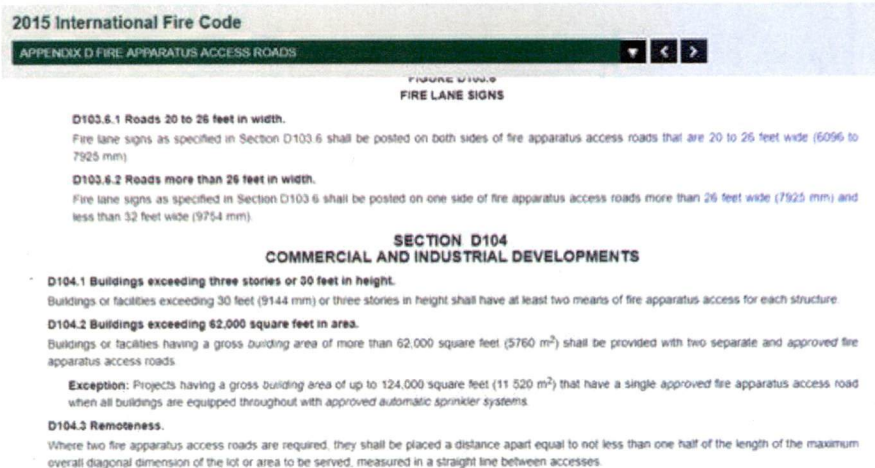 2015 International Fire Code
APPENDIX D FIRE APPARATUS ACCESS ROADS
FIGURE D103.6
FIRE LANE SIGNS
D103.6.1 Roads 20 to 26 feet in width.
Fire lane signs as specified in Section D103.6 shall be posted on both sides of fire apparatus access roads that are 20 to 26 feet wide (6096 to
7925 mm).
D103.6.2 Roads more than 26 feet in width.
Fire lane signs as specified in Section D103.6 shall be posted on one side of fire apparatus access roads more than 26 feet wide (7925 mm) and
less than 32 feet wide (9754 mm).
SECTION D104
COMMERCIAL AND INDUSTRIAL DEVELOPMENTS
D104.1 Buildings exceeding three stories or 30 feet in height.
Buildings or facilities exceeding 30 feet (9144 mm) or three stories in height shall have at least two means of fire apparatus access for each structure.
D104.2 Buildings exceeding 62,000 square feet in area.
Buildings or facilities having a gross building area of more than 62,000 square feet (5760 m²) shall be provided with two separate and approved fire
apparatus access roads.
Exception: Projects having a gross building area of up to 124,000 square feet (11 520 m²) that have a single approved fire apparatus access road
when all buildings are equipped throughout with approved automatic sprinkler systems.
D104.3 Remoteness.
Where two fire apparatus access roads are required, they shall be placed a distance apart equal to not less than one half of the length of the maximum
overall diagonal dimension of the lot or area to be served, measured in a straight line between accesses.